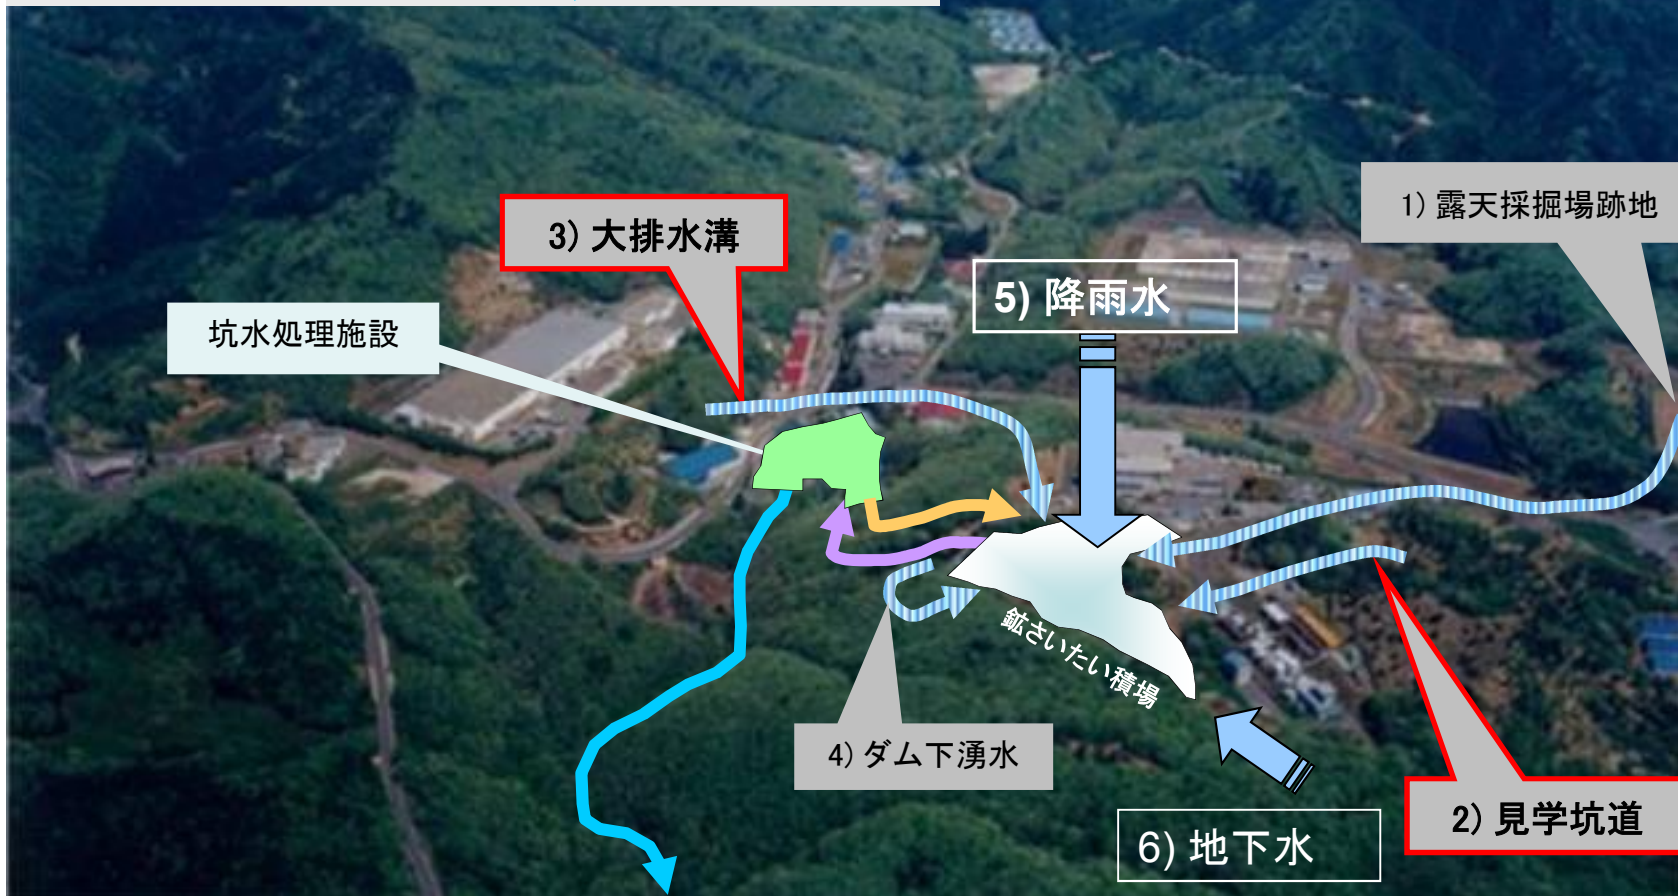 1) 露天採掘場跡地
3) 大排水溝
5) 降雨水
坑水処理施設
鉱さいたい積場
4) ダム下湧水
2) 見学坑道
6) 地下水